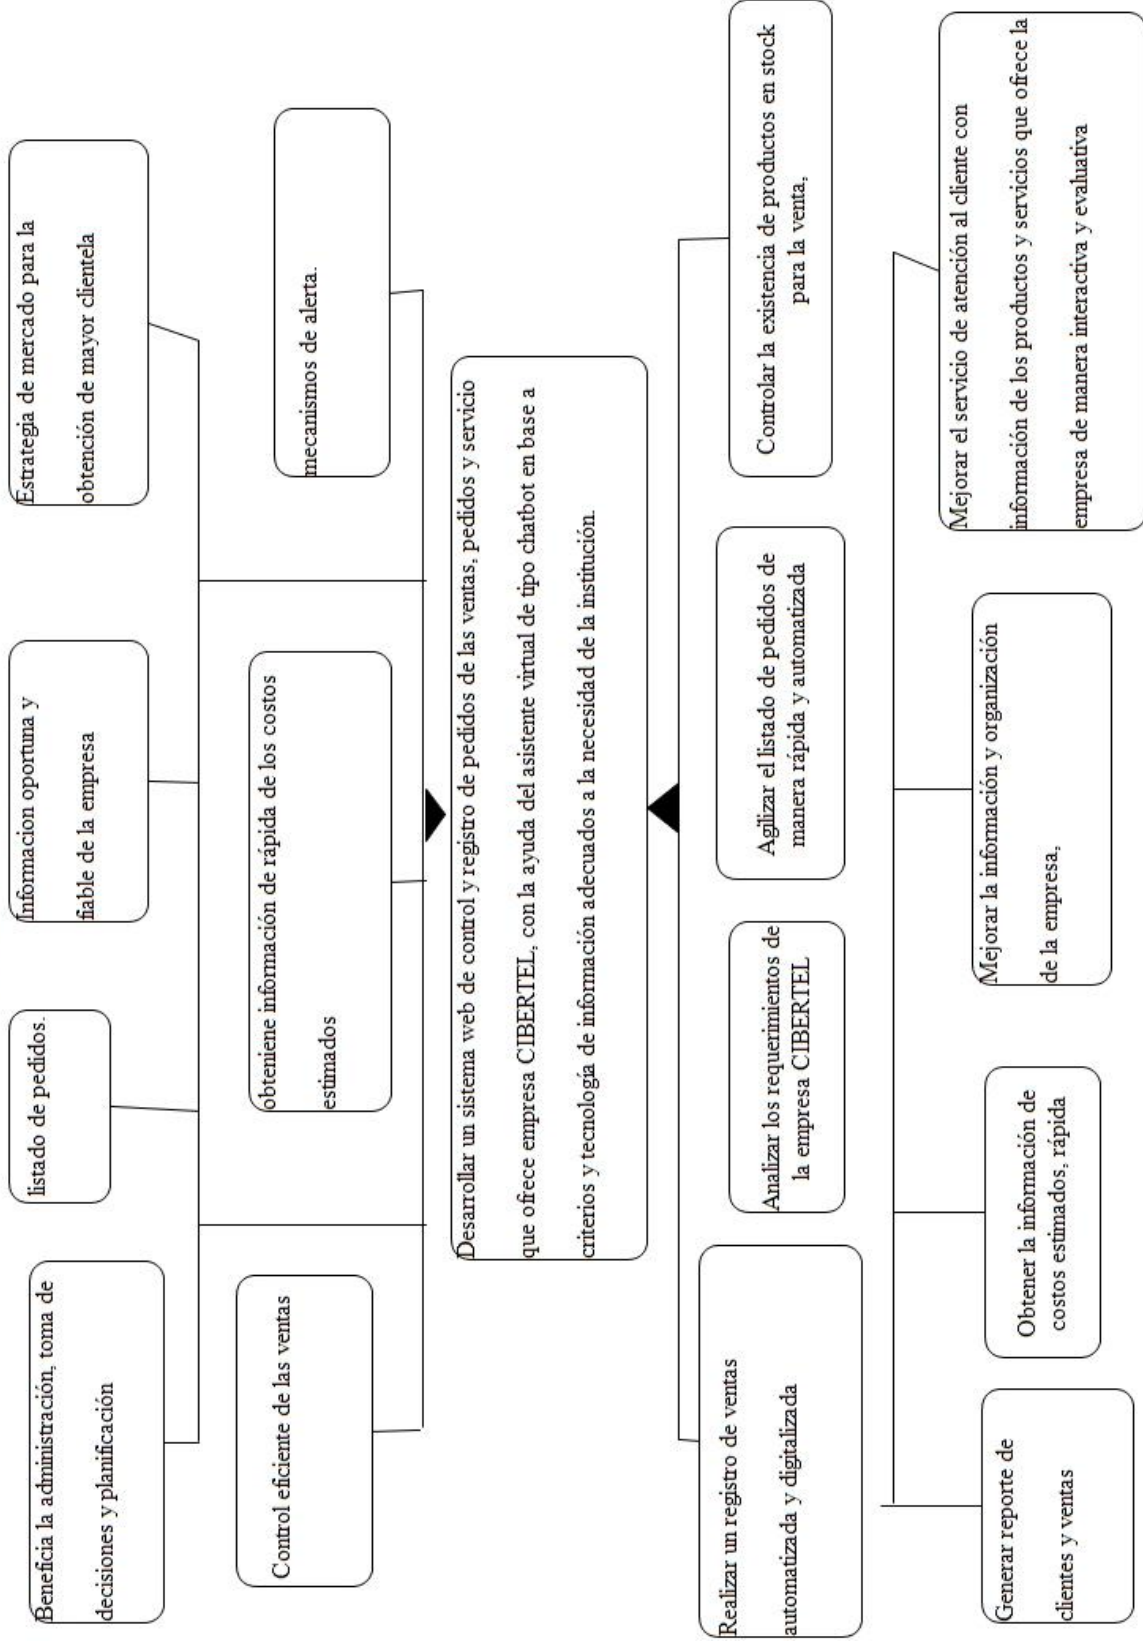 Beneficia la administración, toma de
decisiones y planificación
listado de pedidos.
Informacion oportuna y
fiable de la empresa
Estrategia de mercado para la
obtención de mayor clientela
Control eficiente de las ventas
obteniene información de rápida de los costos
estimados
mecanismos de alerta.
Desarrollar un sistema web de control y registro de pedidos de las ventas, pedidos y servicio
que ofrece empresa CIBERTEL, con la ayuda del asistente virtual de tipo chatbot en base a
criterios y tecnología de información adecuados a la necesidad de la institución.
Realizar un registro de ventas
automatizada y digitalizada
Analizar los requerimientos de
la empresa CIBERTEL
Agilizar el listado de pedidos de
manera rápida y automatizada
Controlar la existencia de productos en stock
para la venta,
Generar reporte de
clientes y ventas
Obtener la información de
costos estimados, rápida
Mejorar la información y organización
de la empresa,
Mejorar el servicio de atención al cliente con
información de los productos y servicios que ofrece la
empresa de manera interactiva y evaluativa